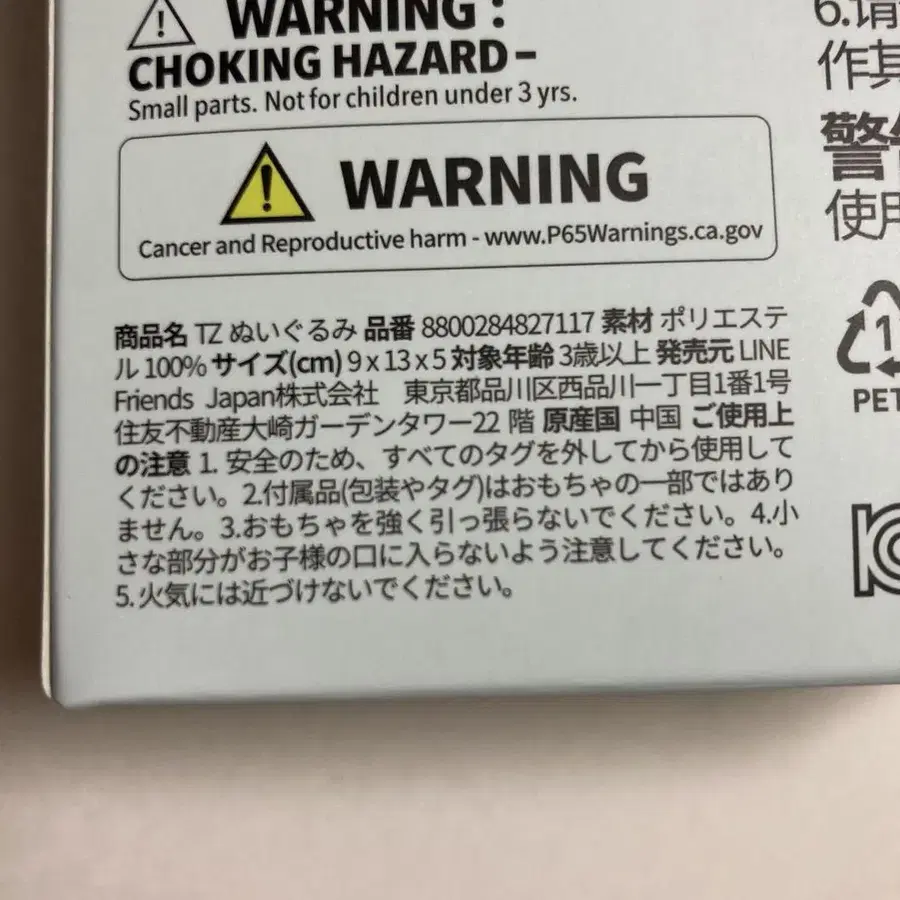 WARNING :
CHOKING HAZARD–
Small parts. Not for children under 3 yrs.
WARNING
Cancer and Reproductive harm - www.P65Warnings.ca.gov
商品名 TZ ぬいぐるみ 品番 8800284827117 素材 ポリエステ
ル 100% サイズ(cm) 9 x 13 x 5 対象年齢 3歳以上 発売元 LINE
Friends Japan株式会社 東京都品川区西品川一丁目1番1号
住友不動産大崎ガーデンタワー22 階 原産国 中国 ご使用上
の注意 1. 安全のため、すべてのタグを外してから使用して
ください。2.付属品(包装やタグ)はおもちゃの一部ではあり
ません。3.おもちゃを強く引っ張らないでください。4.小
さな部分がお子様の口に入らないよう注意してください。
5.火気には近づけないでください。
6.请
作其
警告
使用
1
PET